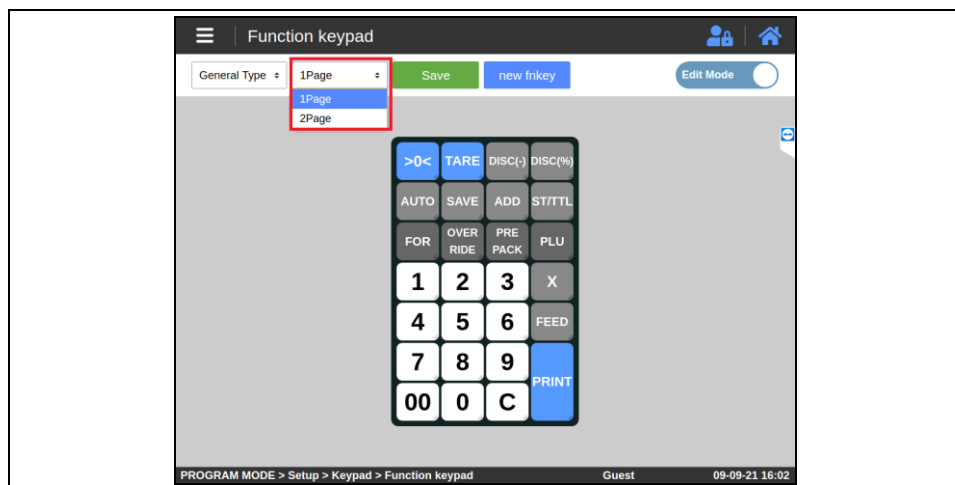 Function keypad
General Type 1Page Save new fnkey Edit Mode
1Page
2Page
>0< TARE DISC(-) DISC(%)
AUTO SAVE ADD ST/TTL
FOR OVER RIDE PRE PACK PLU
1 2 3 X
4 5 6 FEED
7 8 9 PRINT
00 0 C
PROGRAM MODE > Setup > Keypad > Function keypad Guest 09-09-21 16:02